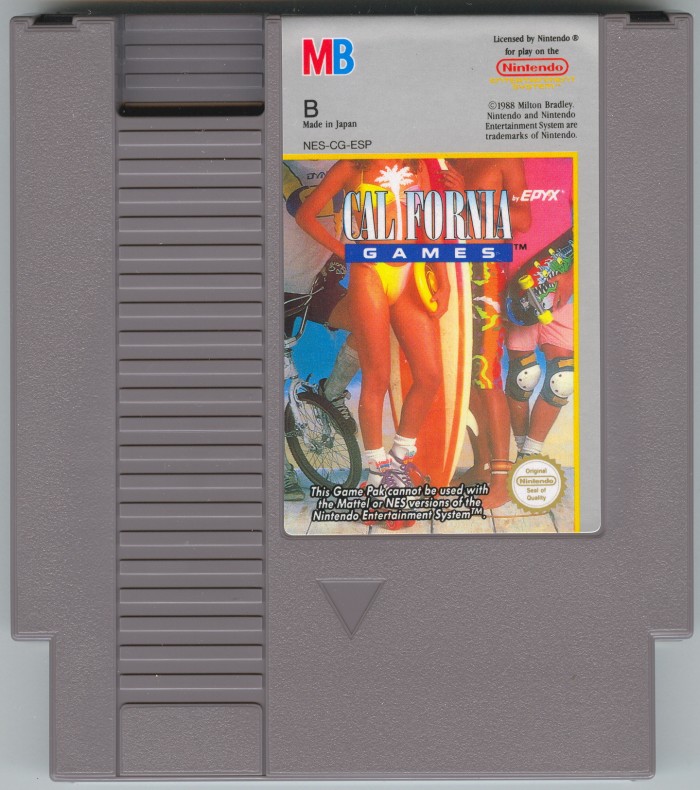 MB
Licensed by Nintendo ®
for play on the
Nintendo
B
Made in Japan
NES-CG-ESP
©1988 Milton Bradley.
Nintendo and Nintendo
Entertainment System are
trademarks of Nintendo.
CALIFORNIA
by EPYX®
GAMES™
This Game Pak cannot be used with
the Mattel or NES versions of the
Nintendo Entertainment System™.
Original
Nintendo
Seal of
Quality